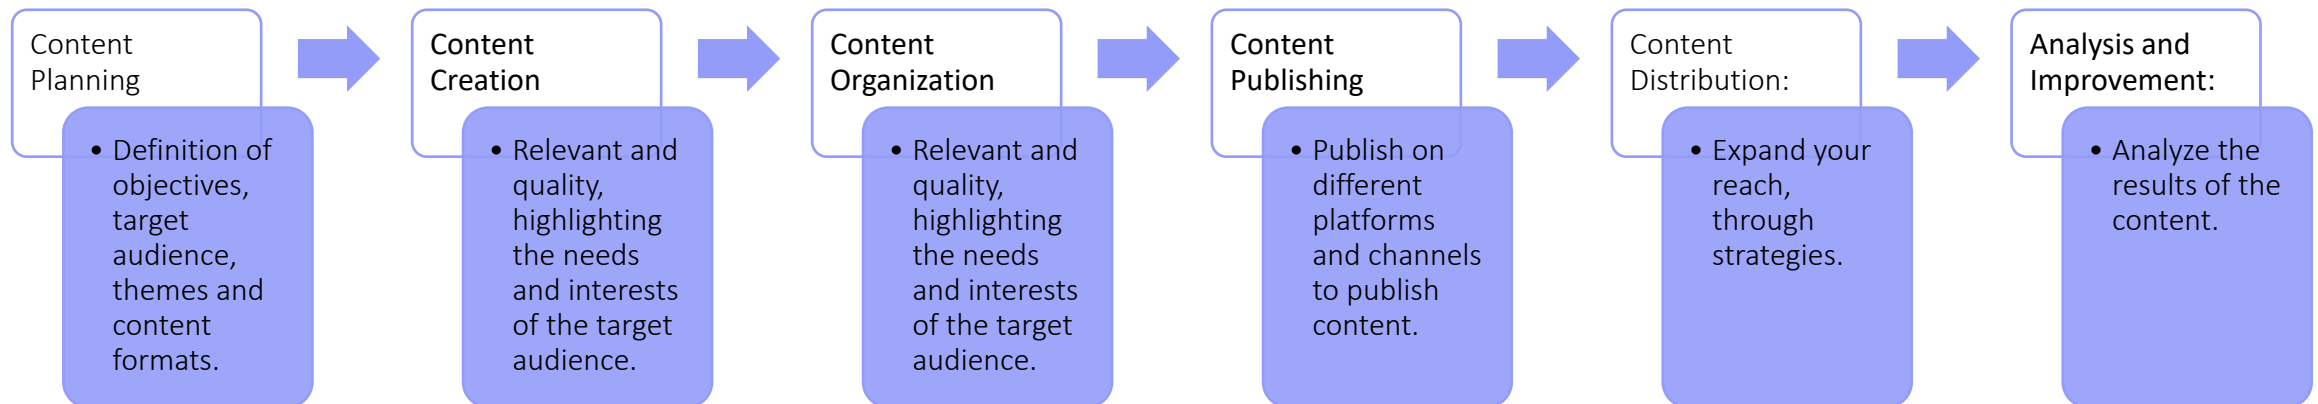 Content
Planning
• Definition of
objectives,
target
audience,
themes and
content
formats.
Content
Creation
• Relevant and
quality,
highlighting
the needs
and interests
of the target
audience.
Content
Organization
• Relevant and
quality,
highlighting
the needs
and interests
of the target
audience.
Content
Publishing
• Publish on
different
platforms
and channels
to publish
content.
Content
Distribution:
• Expand your
reach,
through
strategies.
Analysis and
Improvement:
• Analyze the
results of the
content.